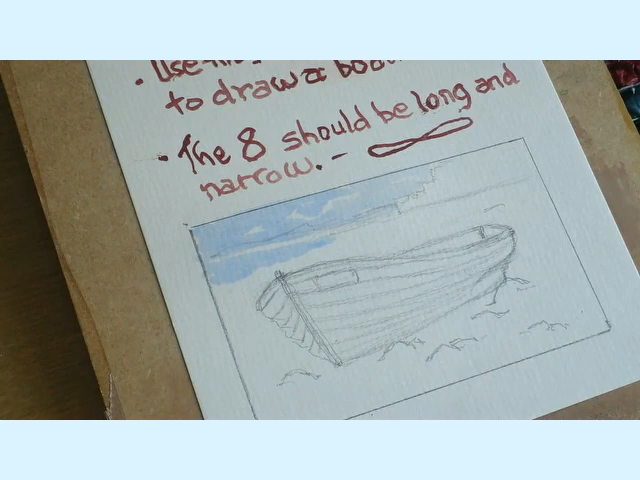 to draw a boat
• The 8 should be long and
narrow. –